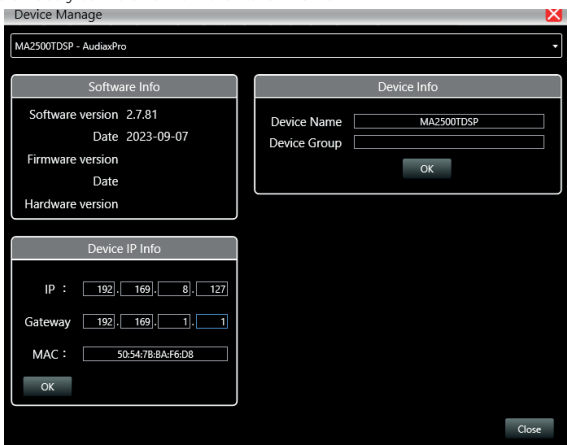 Device Manage
MA2500TDSP - AudiaxPro
Software Info
Software version 2.7.81
Date 2023-09-07
Firmware version
Date
Hardware version
Device Info
Device Name MA2500TDSP
Device Group
OK
Device IP Info
IP : 192 . 169 . 8 . 127
Gateway 192 . 169 . 1 . 1
MAC : 50:54:7B:BA:F6:D8
OK
Close